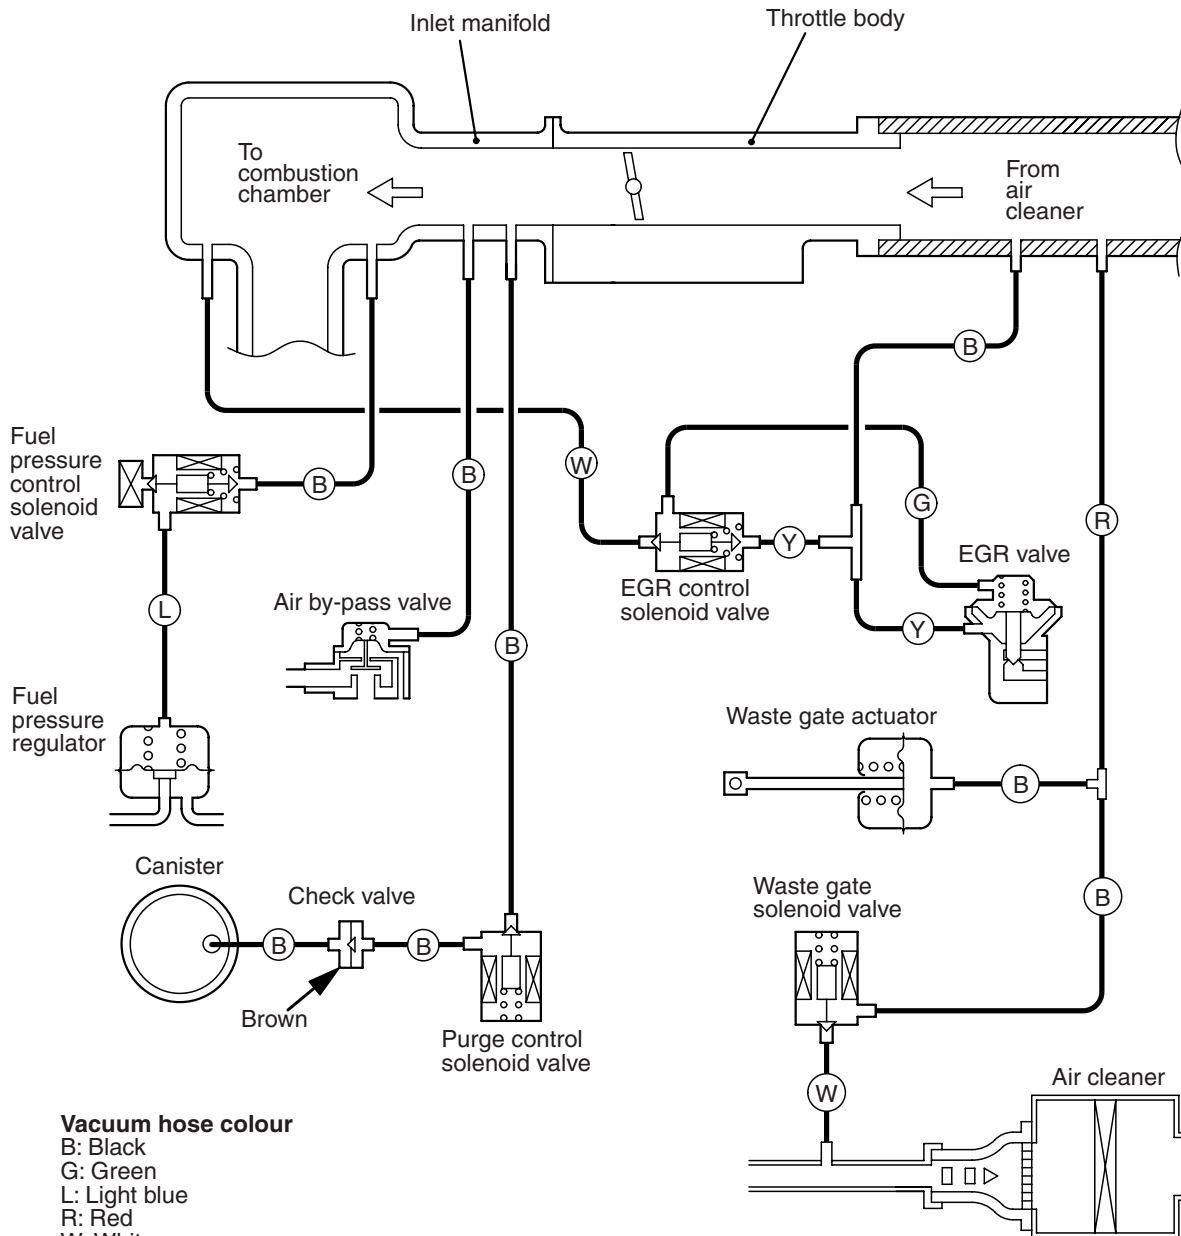 Inlet manifold
Throttle body
To
combustion
chamber
From
air
cleaner
B
Fuel
pressure
control
solenoid
valve
B
B
W
G
R
Y
EGR valve
EGR control
solenoid valve
L
Air by-pass valve
B
Y
Fuel
pressure
regulator
Waste gate actuator
B
Canister
Check valve
B
B
Brown
Purge control
solenoid valve
Waste gate
solenoid valve
B
W
Air cleaner
Vacuum hose colour
B: Black
G: Green
L: Light blue
R: Red